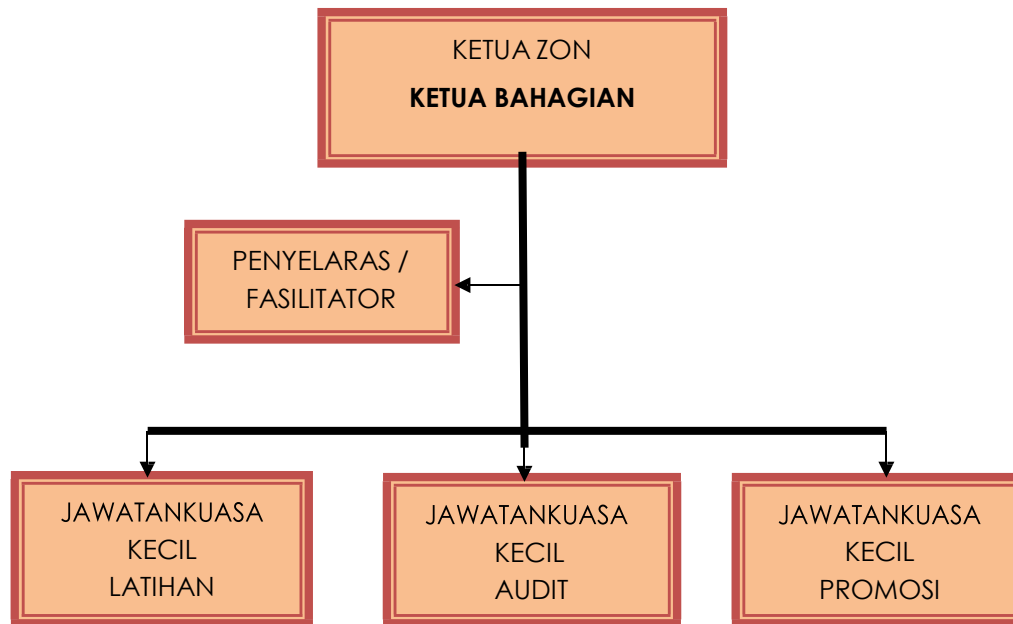 KETUA ZON
KETUA BAHAGIAN
PENYELARAS /
FASILITATOR
JAWATANKUASA
KECIL
LATIHAN
JAWATANKUASA
KECIL
AUDIT
JAWATANKUASA
KECIL
PROMOSI